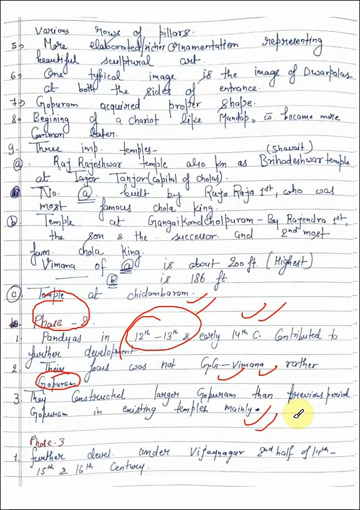 various rows of pillars.
5 → More elaborated/richer Ornamentation representing
beautiful sculptural art.
6 → One typical image is the image of Dwarpalas
at both the sides of entrance.
7 → Gopuram acquired proper shape.
8 - Begining of a chariot like Mandap, is became more
common later.
9 - Three imp. temples - (Shavait)
(a) Raj Rajeshwar temple also kn as Brihadeshwar temple
at Tanjor (capital of cholas).
No. (a) built by Raja Raja 1st, who was
most famous chola king.
(b) Temple at GangaiKondCholpuram - By Rajendra 1st,
the son & the successor and 2nd most
fam. chola king.
Vimana of (a) is about 200 ft (Highest)
(b) is 186 ft
(c) Temple at chidambaram.
Phase - 2
1. Pandyas in 12th - 13th & early 14th C. Contributed to
further development
2. Their focus was not GG - Vimana rather
Gopuram
3 They Constructed larger Gopuram than previous period
Gopuram in existing temples mainly.
Phase - 3
1. further devel. under Vijaynagar 2nd half of 14th -
15th & 16th Century.